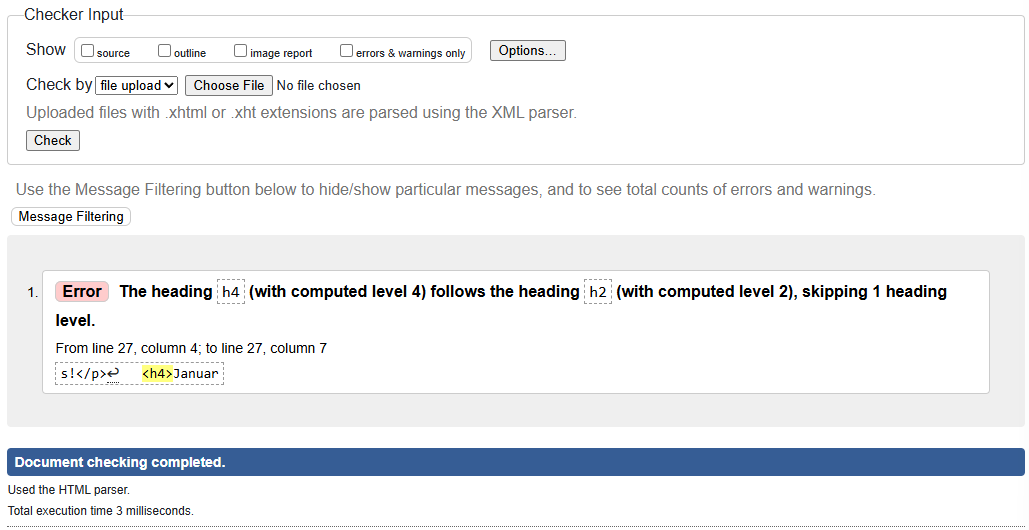 Checker Input
Show source outline image report errors & warnings only Options...
Check by file upload Choose File No file chosen
Uploaded files with .xhtml or .xht extensions are parsed using the XML parser.
Check
Use the Message Filtering button below to hide/show particular messages, and to see total counts of errors and warnings.
Message Filtering
1. Error The heading h4 (with computed level 4) follows the heading h2 (with computed level 2), skipping 1 heading
level.
From line 27, column 4; to line 27, column 7
s!</p>↩ <h4>Januar
Document checking completed.
Used the HTML parser.
Total execution time 3 milliseconds.